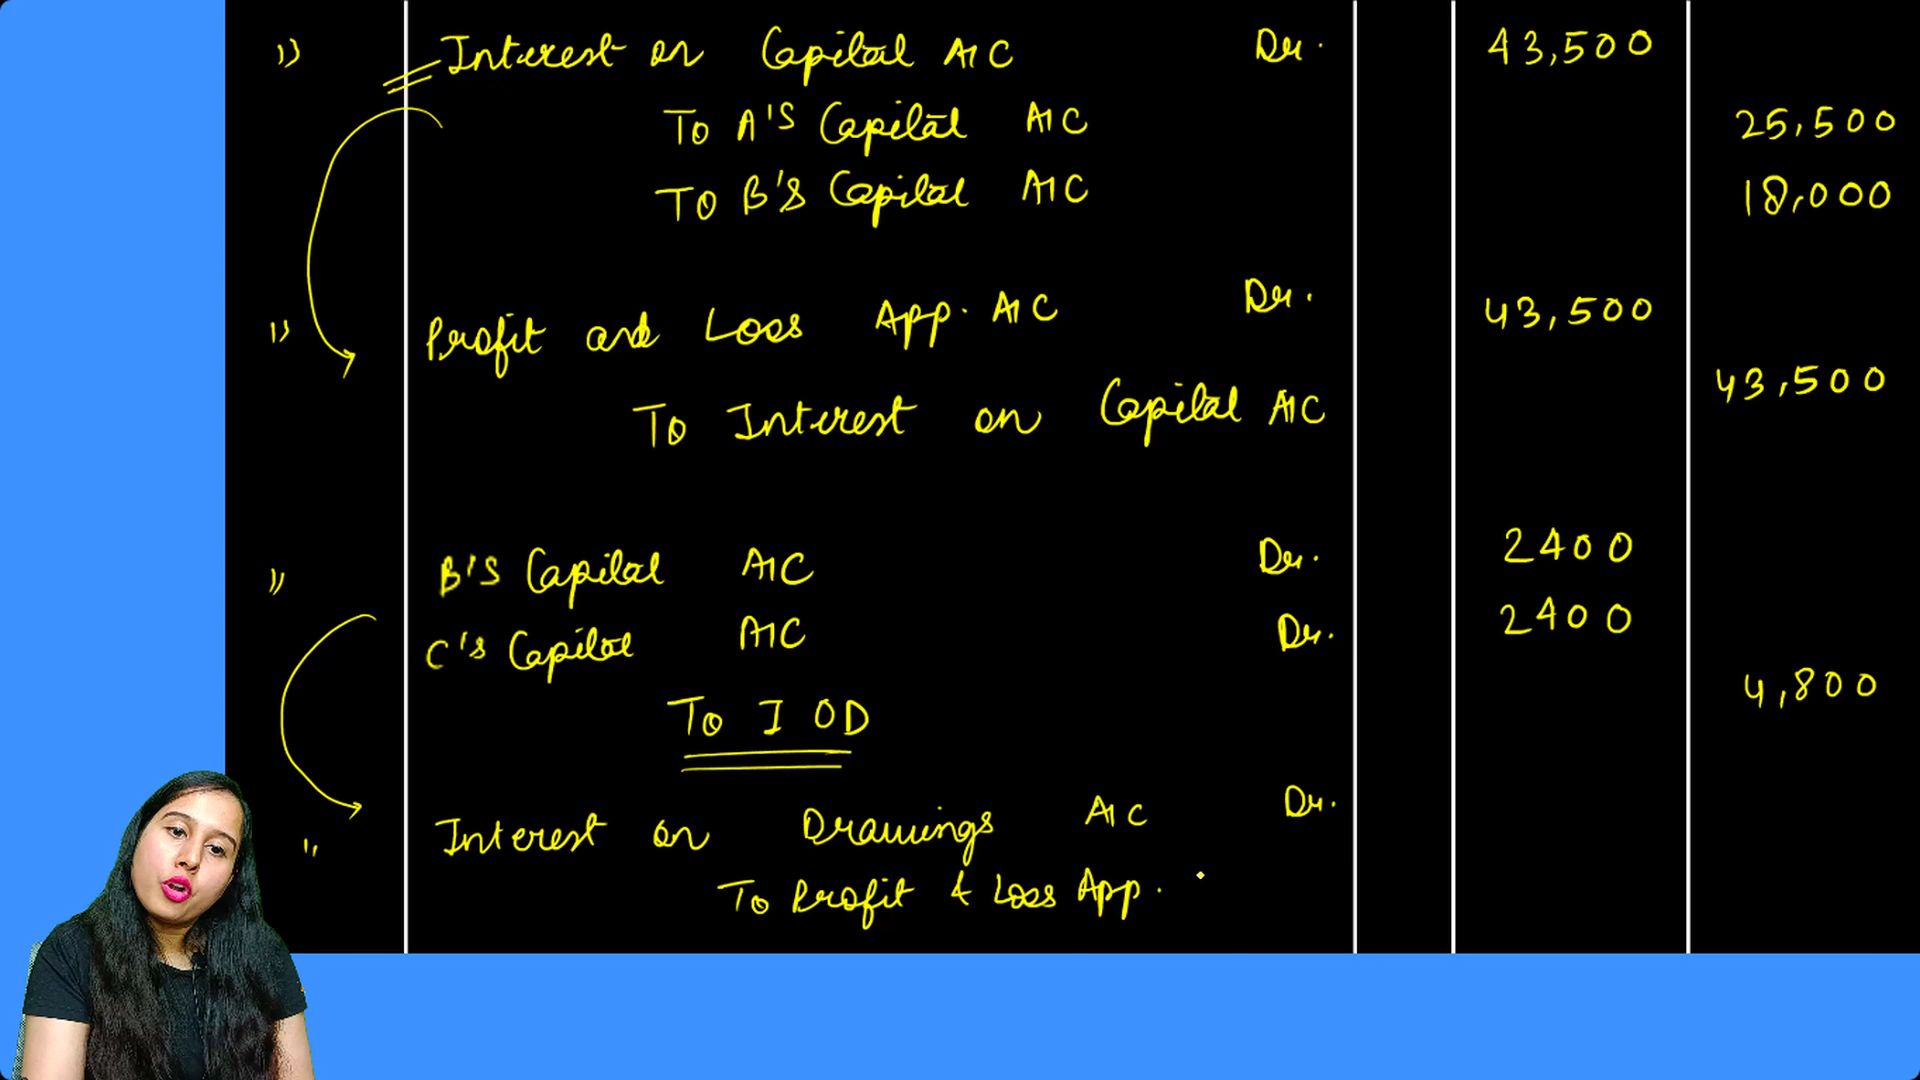 ") Interest on Capital A/C Dr. 43,500
To A's Capital A/C 25,500
To B's Capital A/C 18,000
") Profit and Loss App. A/C Dr. 43,500
To Interest on Capital A/C 43,500
") B's Capital A/C Dr. 2400
C's Capital A/C Dr. 2400
To IOD 4,800
" Interest on Drawings A/C Dr.
To Profit & Loss App.